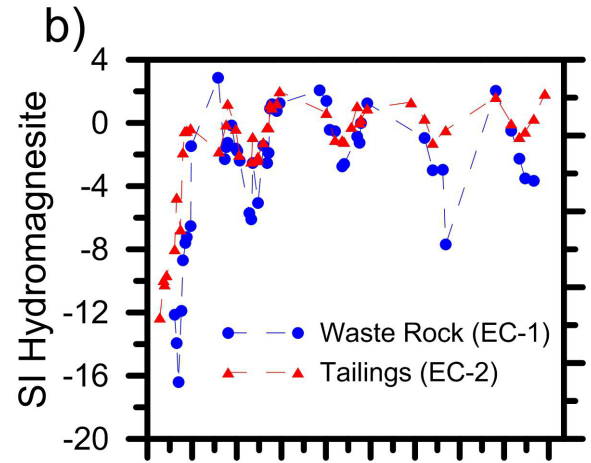 b)
SI Hydromagnesite
4
0
-4
-8
-12
-16
-20
Waste Rock (EC-1)
Tailings (EC-2)